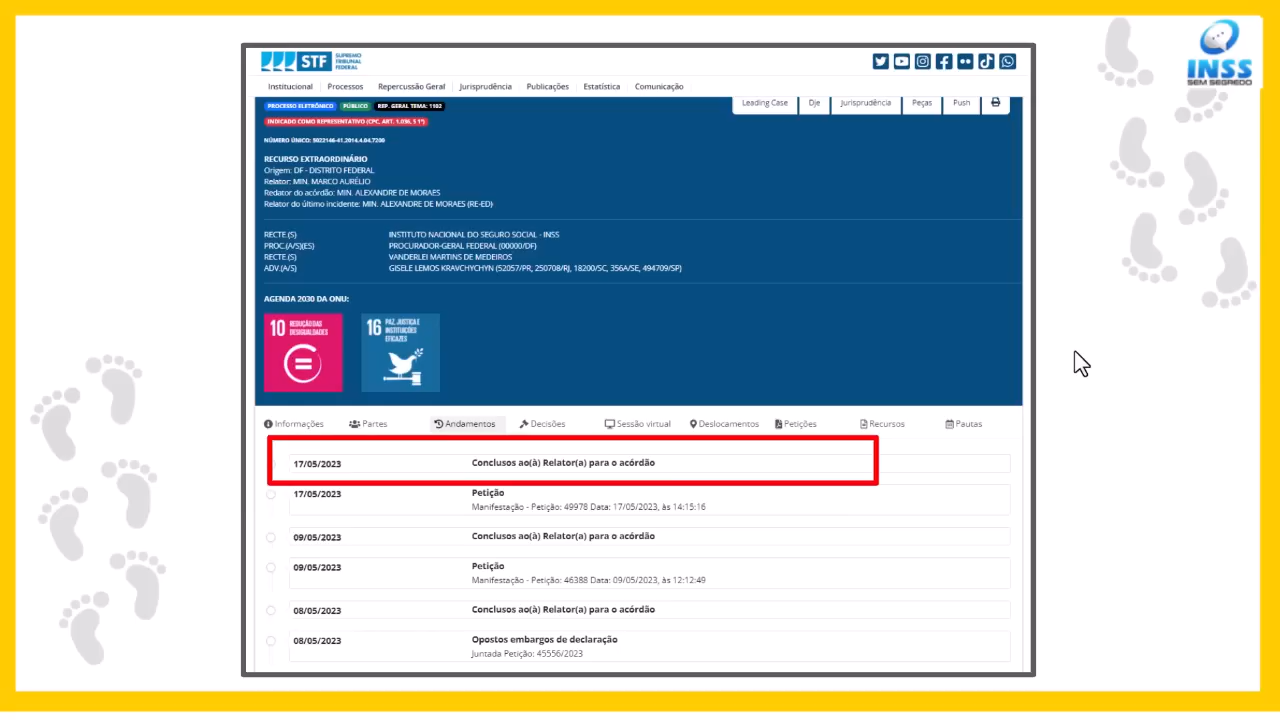 STF SUPREMO TRIBUNAL FEDERAL
INSS
SEM SEGREDO
Institucional Processos Repercussão Geral Jurisprudência Publicações Estatística Comunicação
PROCESSO ELETRÔNICO PÚBLICO REP. GERAL TEMA: 1102
Leading Case Dje Jurisprudência Peças Push
INDICADO COMO REPRESENTATIVO (CPC, ART. 1.036, § 1º)
NÚMERO ÚNICO: 5022146-41.2014.4.04.7200
RECURSO EXTRAORDINÁRIO
Origem: DF - DISTRITO FEDERAL
Relator: MIN. MARCO AURÉLIO
Redator do acórdão: MIN. ALEXANDRE DE MORAES
Relator do último incidente: MIN. ALEXANDRE DE MORAES (RE-ED)
RECTE.(S) INSTITUTO NACIONAL DO SEGURO SOCIAL - INSS
PROC.(A/S)(ES) PROCURADOR-GERAL FEDERAL (00000/DF)
RECTE.(S) VANDERLEI MARTINS DE MEDEIROS
ADV.(A/S) GISELE LEMOS KRAVCHYCHYN (52057/PR, 250708/RJ, 18200/SC, 356A/SE, 494709/SP)
AGENDA 2030 DA ONU:
10 REDUÇÃO DAS DESIGUALDADES
16 PAZ, JUSTIÇA E INSTITUIÇÕES EFICAZES
Informações Partes Andamentos Decisões Sessão virtual Deslocamentos Petições Recursos Pautas
17/05/2023 Conclusos ao(à) Relator(a) para o acórdão
17/05/2023 Petição
Manifestação - Petição: 49978 Data: 17/05/2023, às 14:15:16
09/05/2023 Conclusos ao(à) Relator(a) para o acórdão
09/05/2023 Petição
Manifestação - Petição: 46388 Data: 09/05/2023, às 12:12:49
08/05/2023 Conclusos ao(à) Relator(a) para o acórdão
08/05/2023 Opostos embargos de declaração
Juntada Petição: 45556/2023